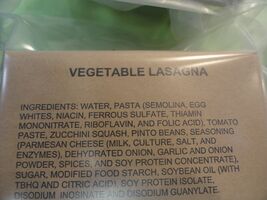 VEGETABLE LASAGNA
INGREDIENTS: WATER, PASTA (SEMOLINA, EGG
WHITES, NIACIN, FERROUS SULFATE, THIAMIN
MONONITRATE, RIBOFLAVIN, AND FOLIC ACID), TOMATO
PASTE, ZUCCHINI SQUASH, PINTO BEANS, SEASONING
(PARMESAN CHEESE (MILK, CULTURE, SALT, AND
ENZYMES), DEHYDRATED ONION, GARLIC AND ONION
POWDER, SPICES, AND SOY PROTEIN CONCENTRATE),
SUGAR, MODIFIED FOOD STARCH, SOYBEAN OIL (WITH
TBHQ AND CITRIC ACID), SOY PROTEIN ISOLATE,
DISODIUM INOSINATE AND DISODIUM GUANYLATE.